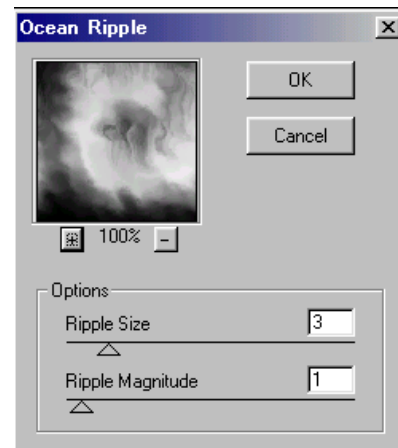 Ocean Ripple
OK
Cancel
100%
Options
Ripple Size 3
Ripple Magnitude 1